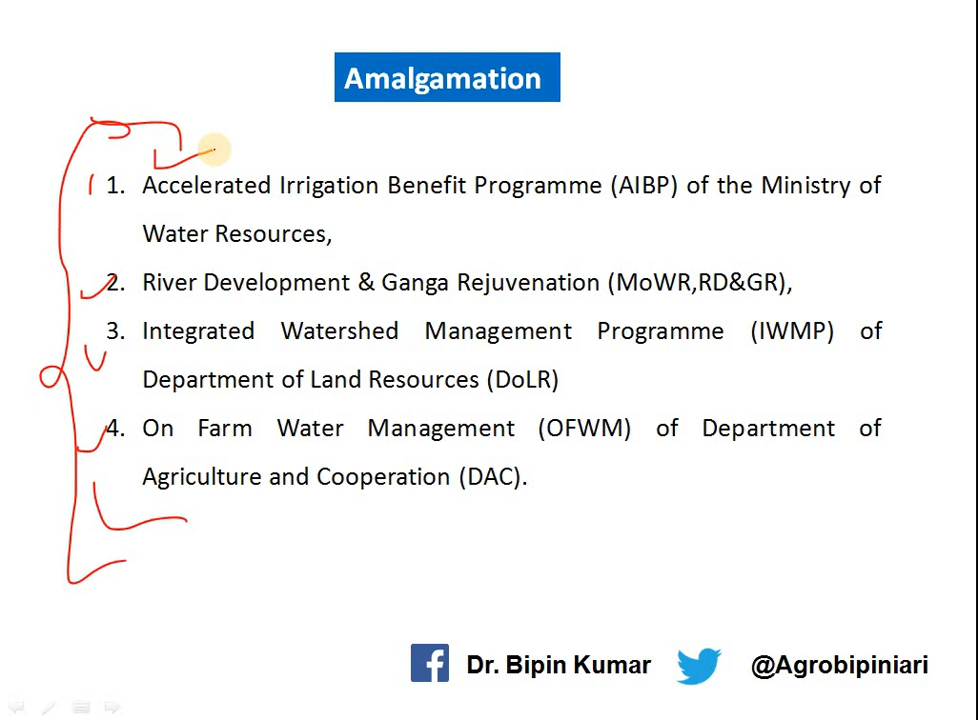 Amalgamation
1. Accelerated Irrigation Benefit Programme (AIBP) of the Ministry of
Water Resources,
2. River Development & Ganga Rejuvenation (MoWR,RD&GR),
3. Integrated Watershed Management Programme (IWMP) of
Department of Land Resources (DoLR)
4. On Farm Water Management (OFWM) of Department of
Agriculture and Cooperation (DAC).
Dr. Bipin Kumar @Agrobipiniari